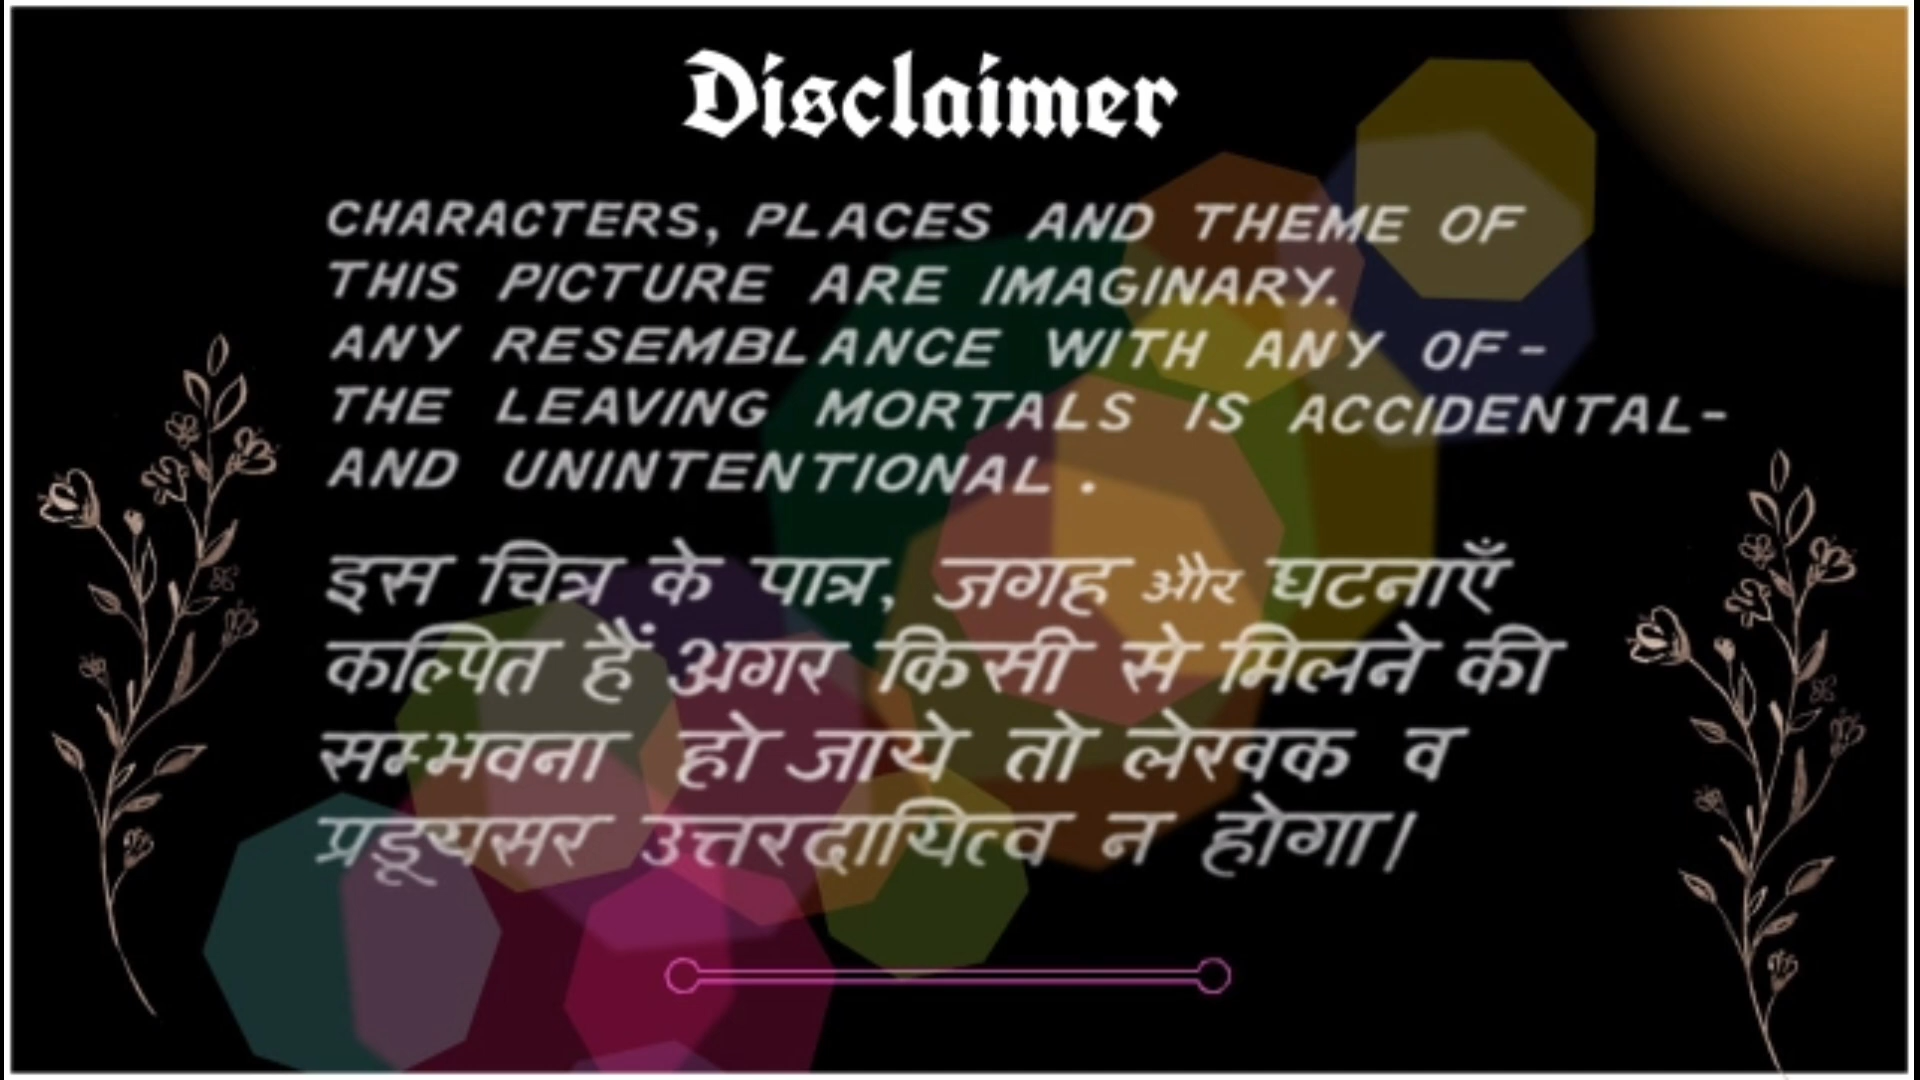 Disclaimer
CHARACTERS, PLACES AND THEME OF
THIS PICTURE ARE IMAGINARY.
ANY RESEMBLANCE WITH ANY OF-
THE LEAVING MORTALS IS ACCIDENTAL-
AND UNINTENTIONAL.
इस चित्र के पात्र, जगह और घटनाएँ
कल्पित हैं अगर किसी से मिलने की
सम्भवना हो जाये तो लेखक व
प्रड्यूसर उत्तरदायित्व न होगा।